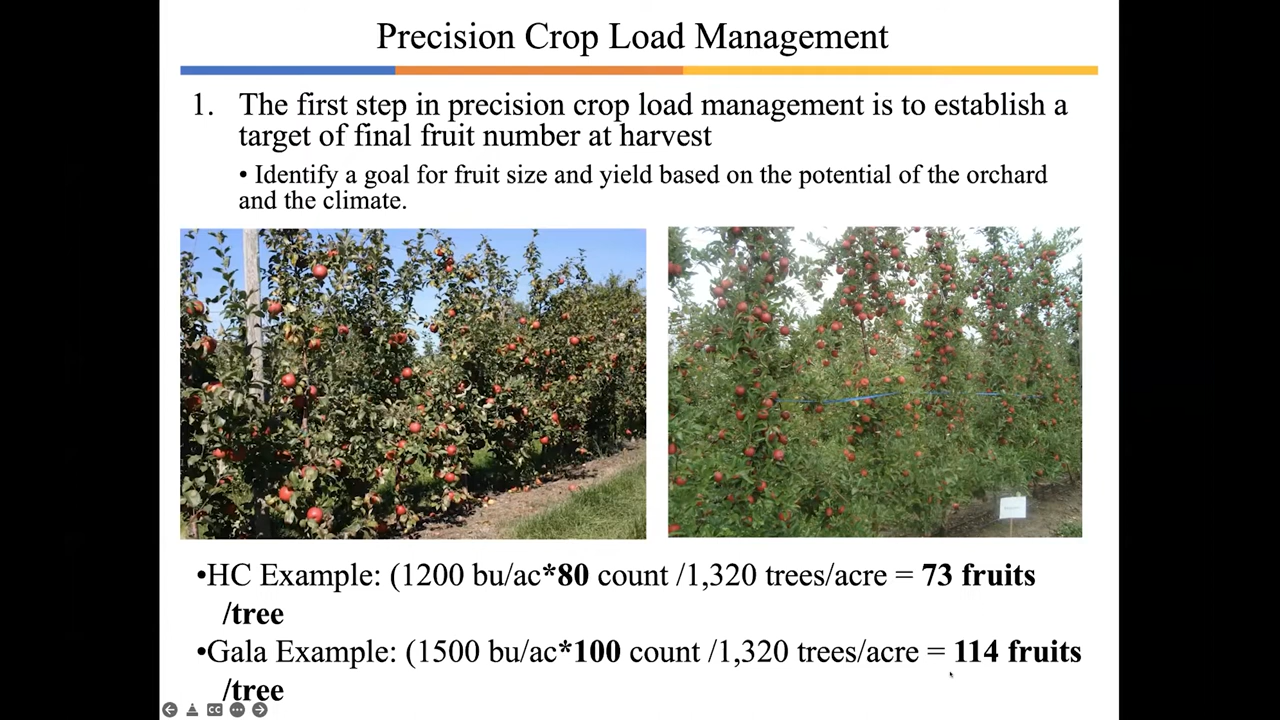 Precision Crop Load Management
1. The first step in precision crop load management is to establish a
target of final fruit number at harvest
• Identify a goal for fruit size and yield based on the potential of the orchard
and the climate.
•HC Example: (1200 bu/ac*80 count /1,320 trees/acre = 73 fruits
/tree
•Gala Example: (1500 bu/ac*100 count /1,320 trees/acre = 114 fruits
/tree
CC